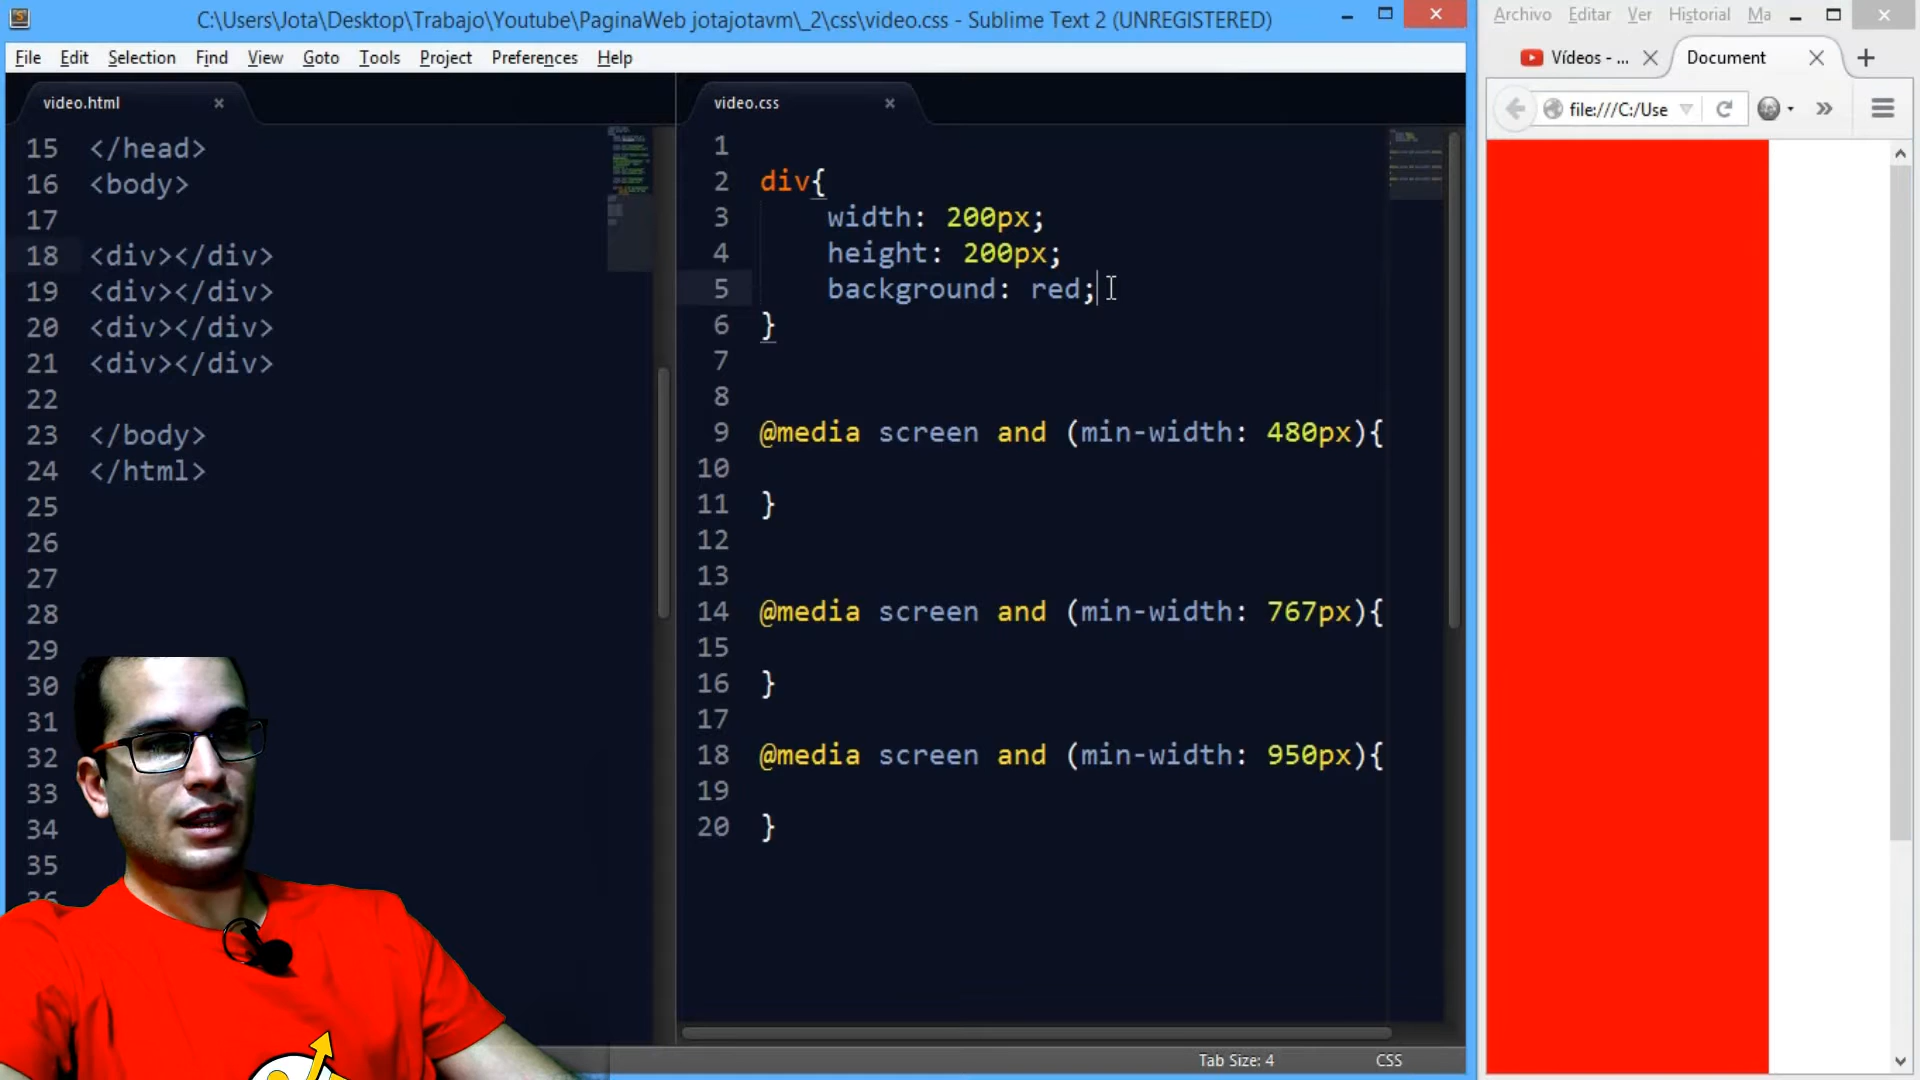 C:\Users\Jota\Desktop\Trabajo\Youtube\PaginaWeb jotajotavm\_2\css\video.css - Sublime Text 2 (UNREGISTERED)
File Edit Selection Find View Goto Tools Project Preferences Help
video.html
15 </head>
16 <body>
17
18 <div></div>
19 <div></div>
20 <div></div>
21 <div></div>
22
23 </body>
24 </html>
25
26
27
28
29
30
31
32
33
34
35
video.css
1
2 div{
3 width: 200px;
4 height: 200px;
5 background: red;
6 }
7
8
9 @media screen and (min-width: 480px){
10
11 }
12
13
14 @media screen and (min-width: 767px){
15
16 }
17
18 @media screen and (min-width: 950px){
19
20 }
Tab Size: 4 CSS
Archivo Editar Ver Historial Ma
Vídeos - ... Document
file:///C:/Use